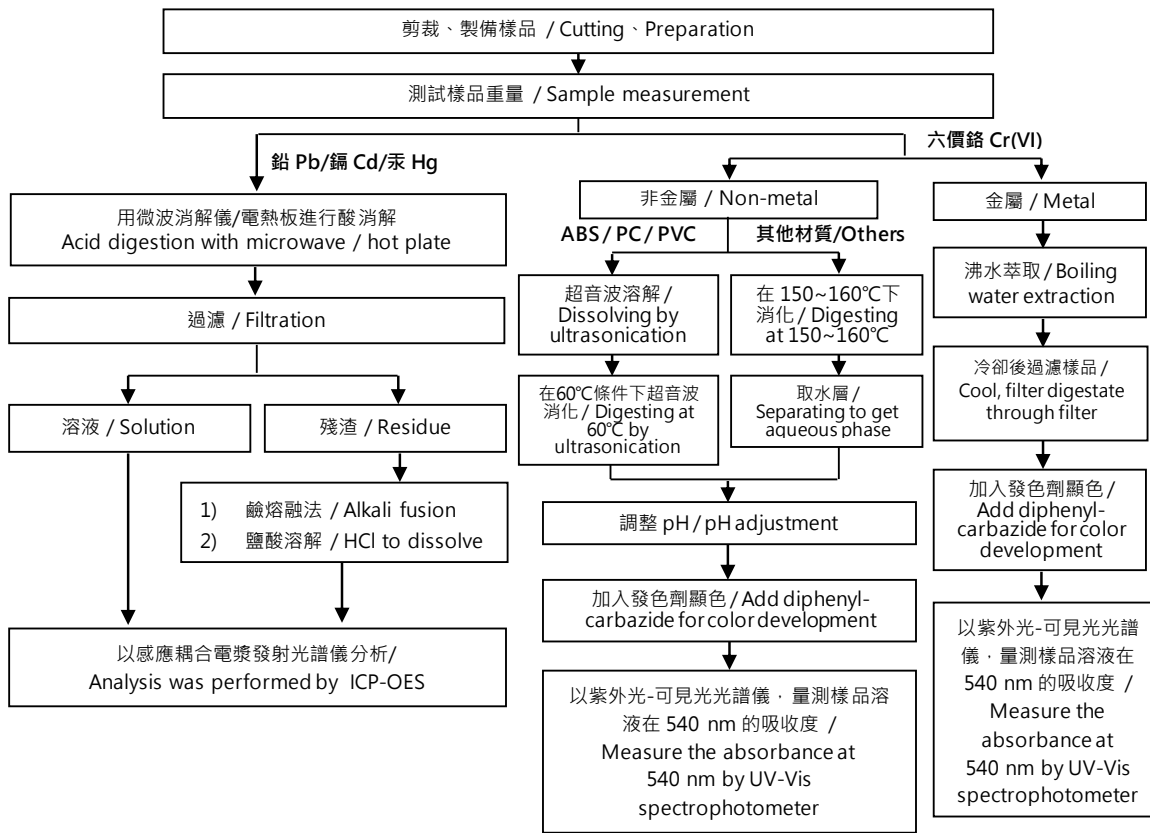 剪裁、製備樣品 / Cutting、Preparation
測試樣品重量 / Sample measurement
鉛 Pb/鎘 Cd/汞 Hg
六價鉻 Cr(VI)
用微波消解儀/電熱板進行酸消解
Acid digestion with microwave / hot plate
過濾 / Filtration
溶液 / Solution
殘渣 / Residue
1) 鹼熔融法 / Alkali fusion
2) 鹽酸溶解 / HCl to dissolve
以感應耦合電漿發射光譜儀分析/
Analysis was performed by ICP-OES
非金屬 / Non-metal
ABS / PC / PVC
其他材質/Others
超音波溶解 /
Dissolving by
ultrasonication
在60℃條件下超音波
消化 / Digesting at
60℃ by
ultrasonication
在 150~160℃下
消化 / Digesting
at 150~160℃
取水層 /
Separating to get
aqueous phase
調整 pH / pH adjustment
加入發色劑顯色 / Add diphenyl-
carbazide for color development
以紫外光-可見光光譜儀，量測樣品溶
液在 540 nm 的吸收度 /
Measure the absorbance at
540 nm by UV-Vis
spectrophotometer
金屬 / Metal
沸水萃取 / Boiling
water extraction
冷卻後過濾樣品 /
Cool, filter digestate
through filter
加入發色劑顯色 /
Add diphenyl-
carbazide for color
development
以紫外光-可見光光譜
儀，量測樣品溶液在
540 nm 的吸收度 /
Measure the
absorbance at
540 nm by UV-Vis
spectrophotometer